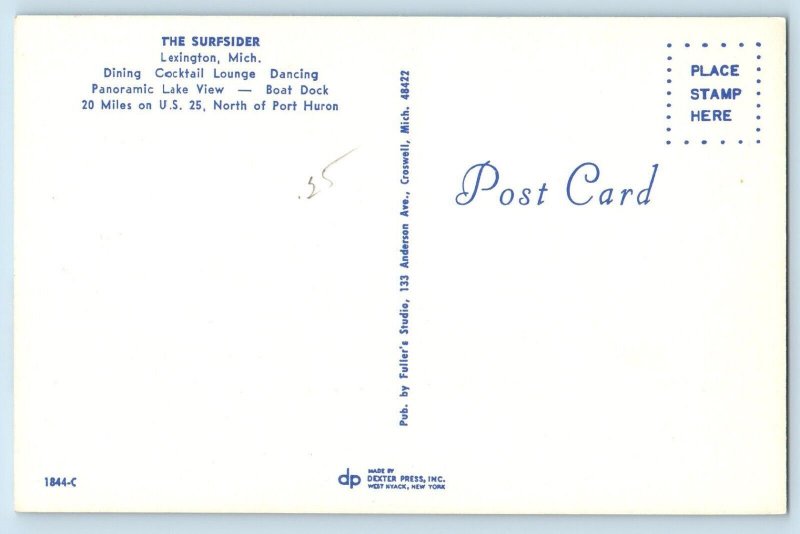 THE SURFSIDER
Lexington, Mich.
Dining Cocktail Lounge Dancing
Panoramic Lake View — Boat Dock
20 Miles on U.S. 25, North of Port Huron
.35
Pub. by Fuller's Studio, 133 Anderson Ave., Croswell, Mich. 48422
PLACE
STAMP
HERE
Post Card
1844-C
dp
MADE BY
DEXTER PRESS, INC.
WEST NYACK, NEW YORK